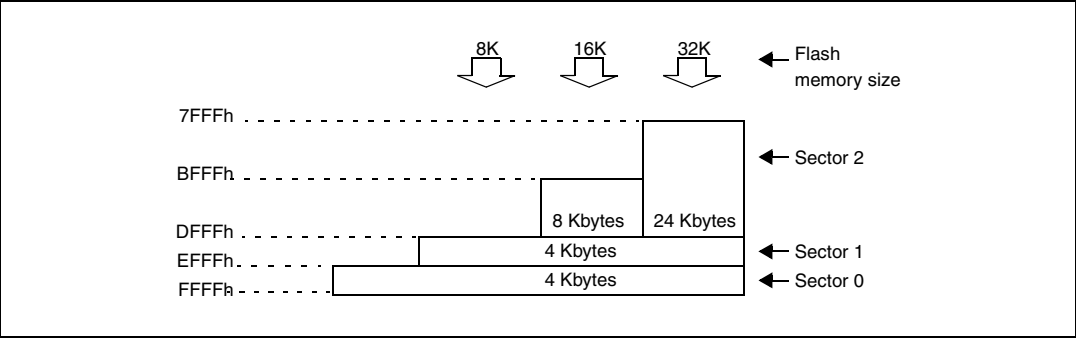 8K 16K 32K Flash
memory size
7FFFh
Sector 2
BFFFh
8 Kbytes 24 Kbytes
DFFFh
4 Kbytes Sector 1
EFFFh
4 Kbytes Sector 0
FFFFh